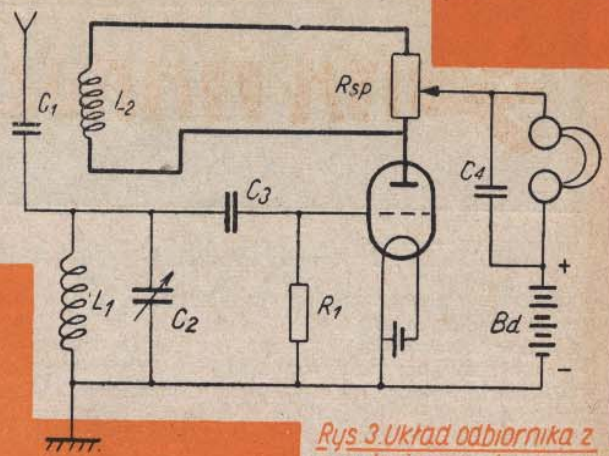 C1
L2
Rsp
C4
C3
L1
C2
R1
+
Bd
-
Rys 3. Układ odbiornika z